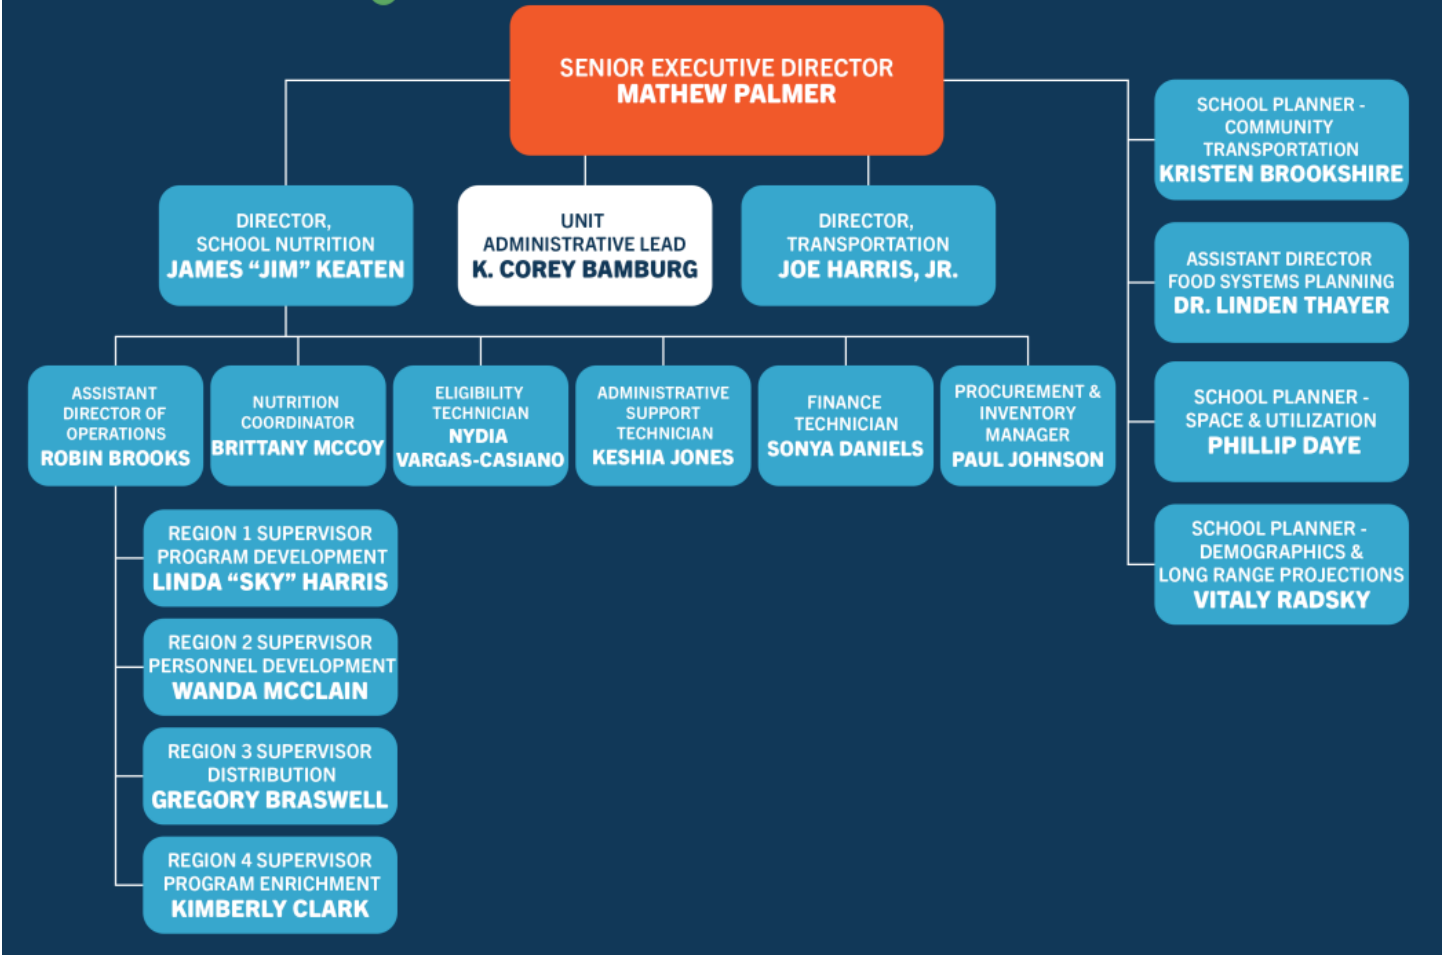 SENIOR EXECUTIVE DIRECTOR
MATHEW PALMER
SCHOOL PLANNER -
COMMUNITY
TRANSPORTATION
KRISTEN BROOKSHIRE
DIRECTOR,
SCHOOL NUTRITION
JAMES “JIM” KEATEN
UNIT
ADMINISTRATIVE LEAD
K. COREY BAMBURG
DIRECTOR,
TRANSPORTATION
JOE HARRIS, JR.
ASSISTANT DIRECTOR
FOOD SYSTEMS PLANNING
DR. LINDEN THAYER
ASSISTANT
DIRECTOR OF
OPERATIONS
ROBIN BROOKS
NUTRITION
COORDINATOR
BRITTANY MCCOY
ELIGIBILITY
TECHNICIAN
NYDIA
VARGAS-CASIANO
ADMINISTRATIVE
SUPPORT
TECHNICIAN
KESHIA JONES
FINANCE
TECHNICIAN
SONYA DANIELS
PROCUREMENT &
INVENTORY
MANAGER
PAUL JOHNSON
SCHOOL PLANNER -
SPACE & UTILIZATION
PHILLIP DAYE
SCHOOL PLANNER -
DEMOGRAPHICS &
LONG RANGE PROJECTIONS
VITALY RADSKY
REGION 1 SUPERVISOR
PROGRAM DEVELOPMENT
LINDA “SKY” HARRIS
REGION 2 SUPERVISOR
PERSONNEL DEVELOPMENT
WANDA MCCLAIN
REGION 3 SUPERVISOR
DISTRIBUTION
GREGORY BRASWELL
REGION 4 SUPERVISOR
PROGRAM ENRICHMENT
KIMBERLY CLARK